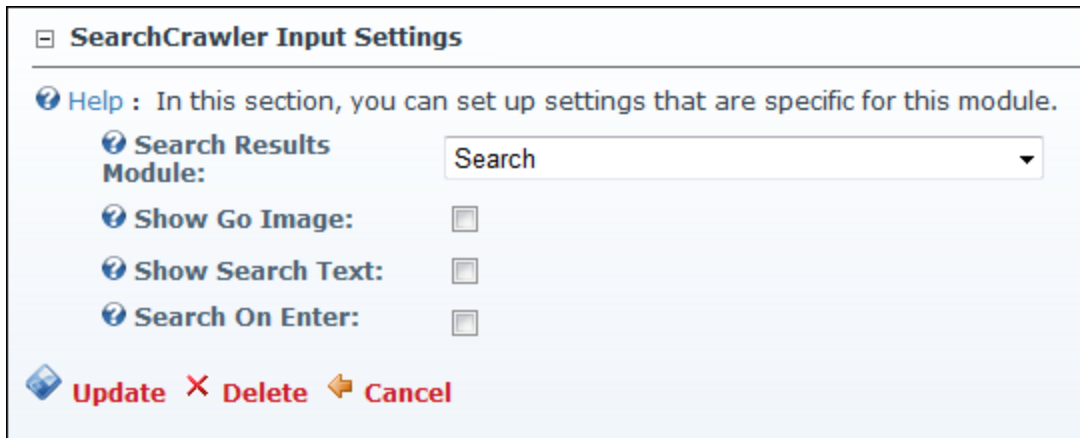 SearchCrawler Input Settings
Help : In this section, you can set up settings that are specific for this module.
Search Results
Module:
Search
Show Go Image:
Show Search Text:
Search On Enter:
Update Delete Cancel